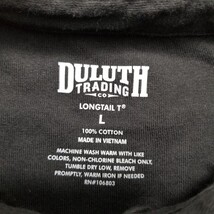 DULUTH
TRADING
CO
LONGTAIL T®
L
100% COTTON
MADE IN VIETNAM
MACHINE WASH WARM WITH LIKE
COLORS, NON-CHLORINE BLEACH ONLY,
TUMBLE DRY LOW, REMOVE
PROMPTLY, WARM IRON IF NEEDED
RN#106803